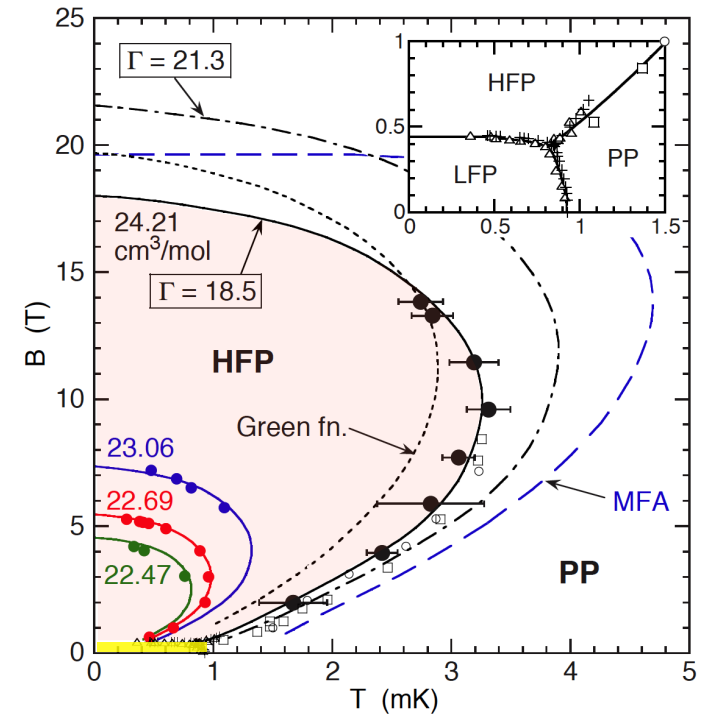 25
20
15
10
5
0
B (T)
0
1
2
3
4
5
T (mK)
Γ = 21.3
24.21
cm³/mol
Γ = 18.5
HFP
Green fn.
23.06
22.69
22.47
MFA
PP
1
0.5
0
0
0.5
1
1.5
HFP
LFP
PP